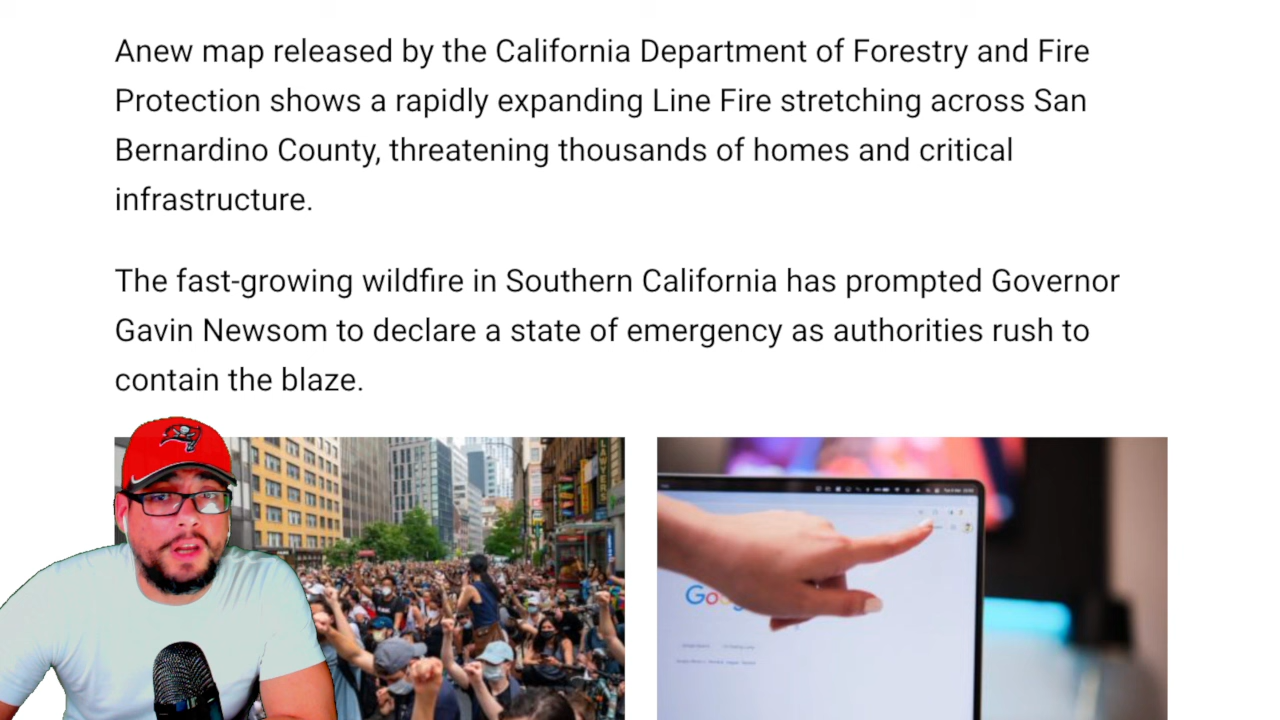 Anew map released by the California Department of Forestry and Fire
Protection shows a rapidly expanding Line Fire stretching across San
Bernardino County, threatening thousands of homes and critical
infrastructure.
The fast-growing wildfire in Southern California has prompted Governor
Gavin Newsom to declare a state of emergency as authorities rush to
contain the blaze.
LAWYERS